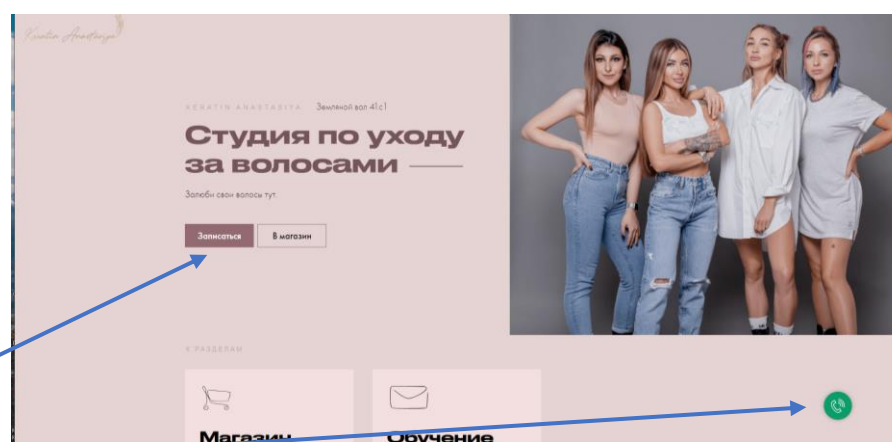 Keratin Anastasiya
KERATIN ANASTASIYA Земляной вал 41с1
Студия по уходу
за волосами
Залюби свои волосы тут.
Записаться В магазин
К РАЗДЕЛАМ
Магазин Обучение